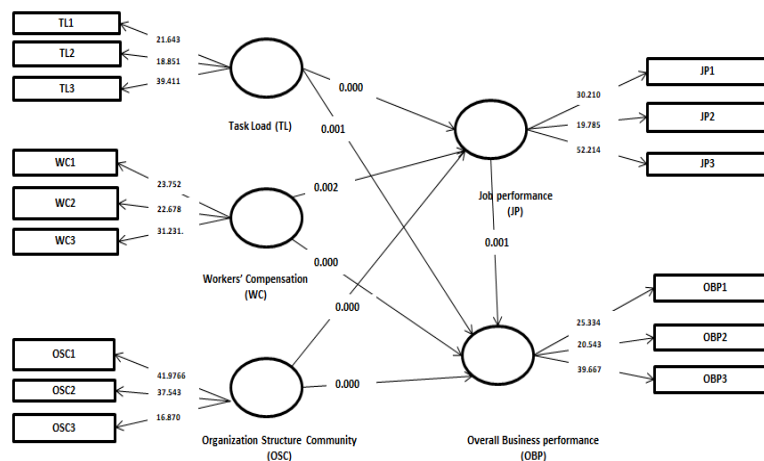 TL1
TL2
TL3
21.643
18.851
39.411
Task Load (TL)
0.000
0.001
WC1
WC2
WC3
23.752
22.678
31.231.
Workers' Compensation
(WC)
0.002
0.000
0.000
OSC1
OSC2
OSC3
41.9766
37.543
16.870
Organization Structure Community
(OSC)
0.000
Job performance
(JP)
0.001
30.210
19.785
52.214
JP1
JP2
JP3
Overall Business performance
(OBP)
25.334
20.543
39.667
OBP1
OBP2
OBP3